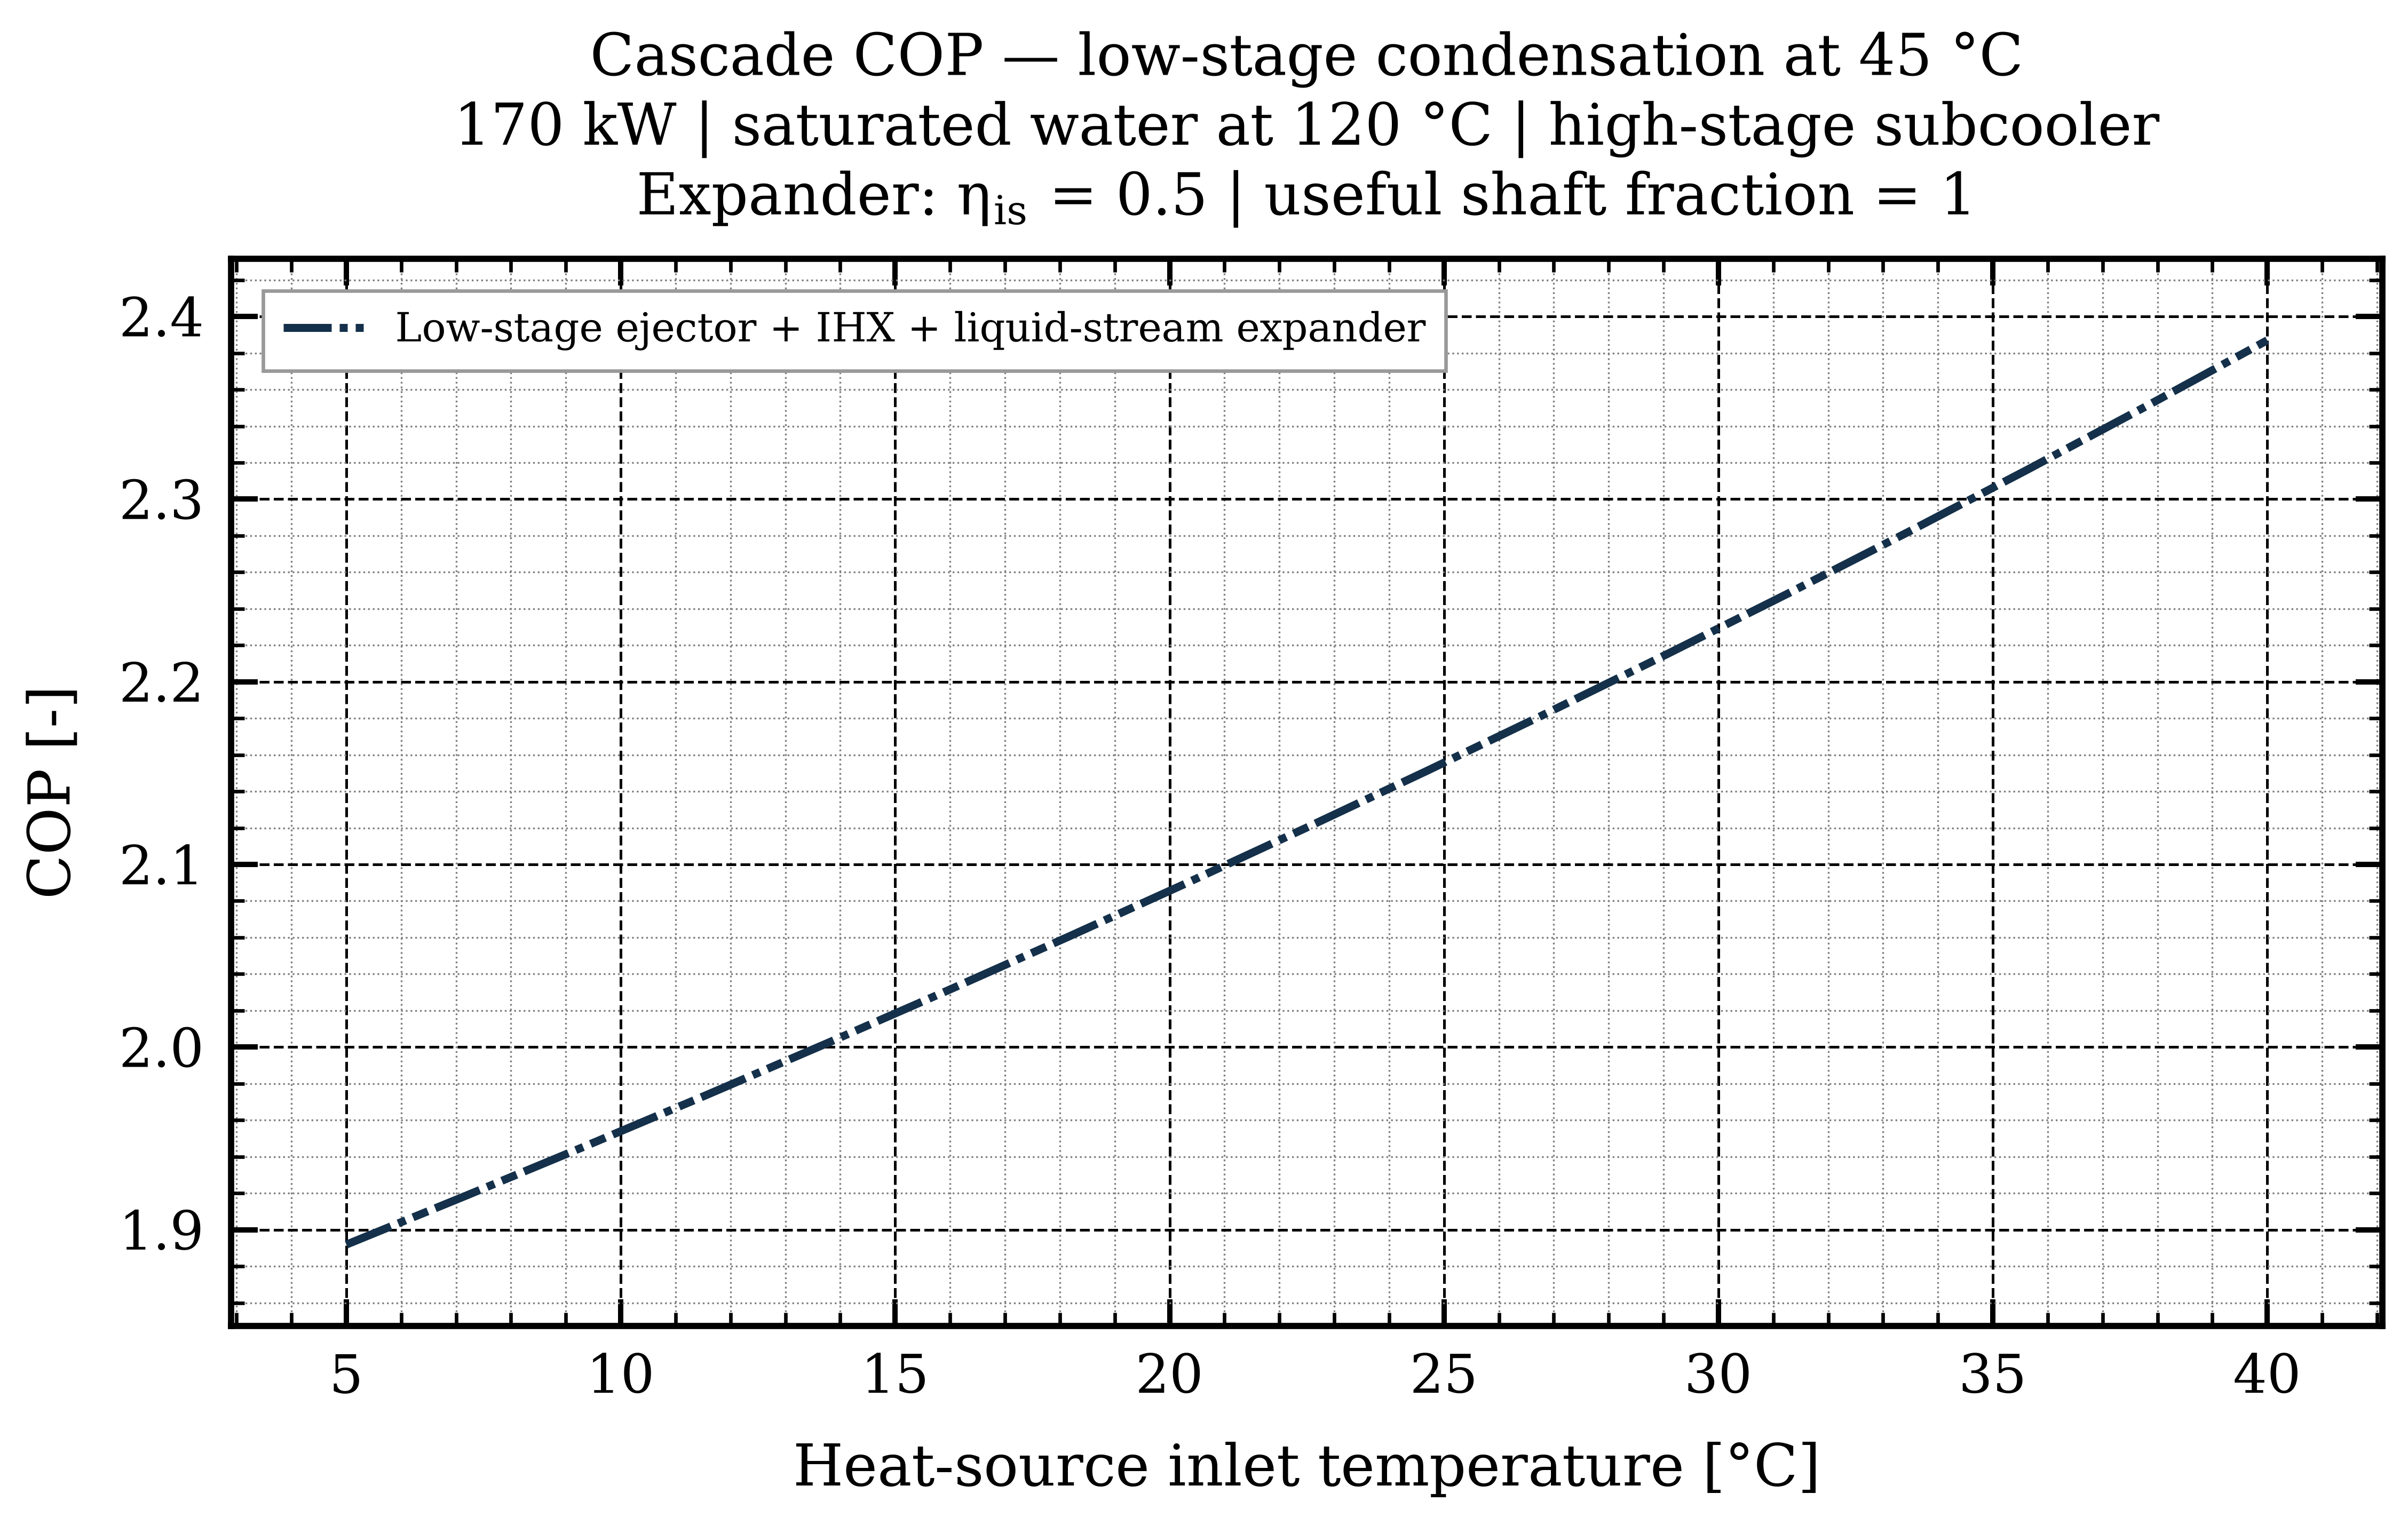 Cascade COP — low-stage condensation at 45 °C
170 kW | saturated water at 120 °C | high-stage subcooler
Expander: η_is = 0.5 | useful shaft fraction = 1
Low-stage ejector + IHX + liquid-stream expander
COP [-]
2.4
2.3
2.2
2.1
2.0
1.9
5 10 15 20 25 30 35 40
Heat-source inlet temperature [°C]